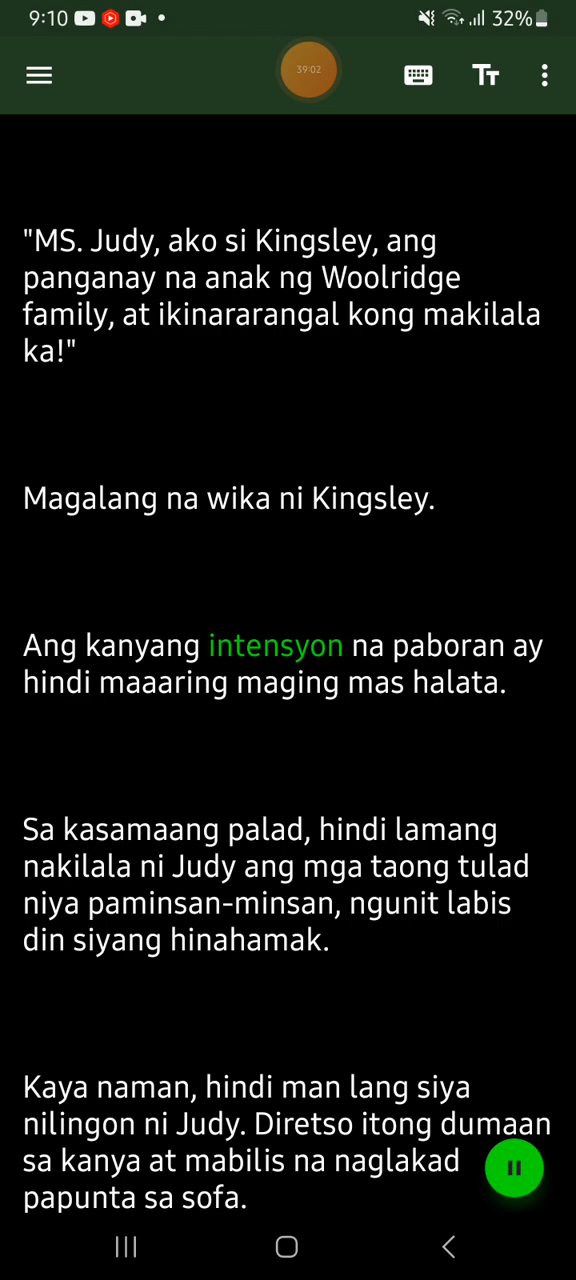 9:10 32%
39:02
"MS. Judy, ako si Kingsley, ang
panganay na anak ng Woolridge
family, at ikinararangal kong makilala
ka!"
Magalang na wika ni Kingsley.
Ang kanyang intensyon na paboran ay
hindi maaaring maging mas halata.
Sa kasamaang palad, hindi lamang
nakilala ni Judy ang mga taong tulad
niya paminsan-minsan, ngunit labis
din siyang hinahamak.
Kaya naman, hindi man lang siya
nilingon ni Judy. Diretso itong dumaan
sa kanya at mabilis na naglakad
papunta sa sofa.